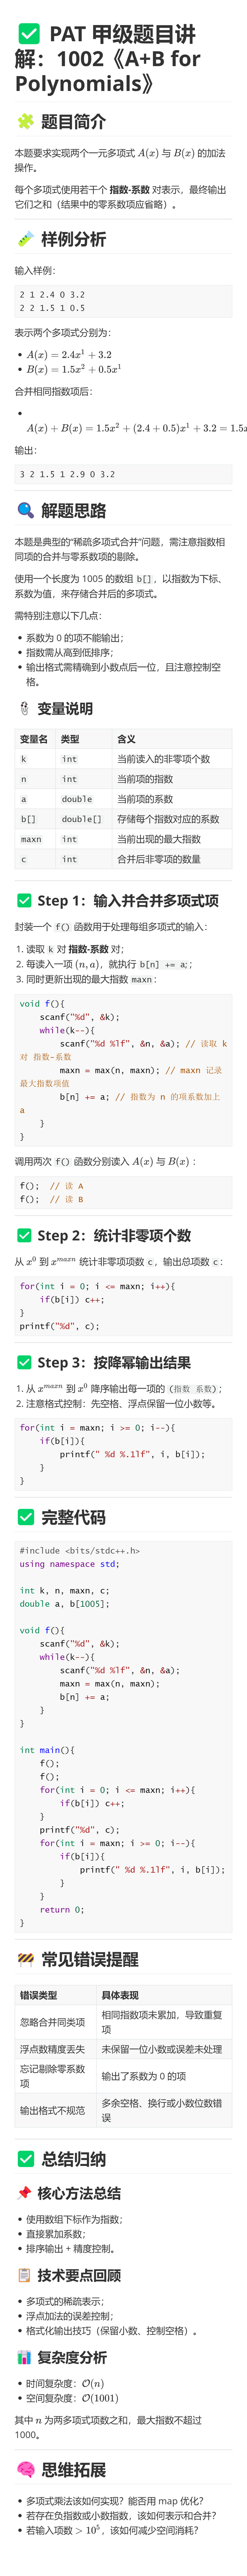 ✅ PAT 甲级题目讲
解：1002《A+B for
Polynomials》
🧩 题目简介
本题要求实现两个一元多项式 A(x) 与 B(x) 的加法
操作。
每个多项式使用若干个 指数-系数 对表示，最终输出
它们之和（结果中的零系数项应省略）。
🧪 样例分析
输入样例：
2 1 2.4 0 3.2
2 2 1.5 1 0.5
表示两个多项式分别为：
• A(x) = 2.4x¹ + 3.2
• B(x) = 1.5x² + 0.5x¹
合并相同指数项后：
•
A(x) + B(x) = 1.5x² + (2.4 + 0.5)x¹ + 3.2 = 1.5x
输出：
3 2 1.5 1 2.9 0 3.2
🔍 解题思路
本题是典型的“稀疏多项式合并”问题，需注意指数相
同项的合并与零系数项的剔除。
使用一个长度为 1005 的数组 b[]，以指数为下标、
系数为值，来存储合并后的多项式。
需特别注意以下几点：
• 系数为 0 的项不能输出；
• 指数需从高到低排序；
• 输出格式需精确到小数点后一位，且注意控制空
格。
📎 变量说明
变量名 类型 含义
k int 当前读入的非零项个数
n int 当前项的指数
a double 当前项的系数
b[] double[] 存储每个指数对应的系数
maxn int 当前出现的最大指数
c int 合并后非零项的数量
✅ Step 1：输入并合并多项式项
封装一个 f() 函数用于处理每组多项式的输入：
1. 读取 k 对 指数-系数 对；
2. 每读入一项 (n, a)，就执行 b[n] += a;；
3. 同时更新出现的最大指数 maxn：
void f(){
    scanf("%d", &k);
    while(k--){
        scanf("%d %lf", &n, &a); // 读取 k
对 指数-系数
        maxn = max(n, maxn); // maxn 记录
最大指数项值
        b[n] += a; // 指数为 n 的项系数加上
a
    }
}
调用两次 f() 函数分别读入 A(x) 与 B(x)：
f();  // 读 A
f();  // 读 B
✅ Step 2：统计非零项个数
从 x⁰ 到 xᵐᵃˣⁿ 统计非零项项数 c，输出总项数 c：
for(int i = 0; i <= maxn; i++){
    if(b[i]) c++;
}
printf("%d", c);
✅ Step 3：按降幂输出结果
1. 从 xᵐᵃˣⁿ 到 x⁰ 降序输出每一项的 (指数 系数)；
2. 注意格式控制：先空格、浮点保留一位小数等。
for(int i = maxn; i >= 0; i--){
    if(b[i]){
        printf(" %d %.1lf", i, b[i]);
    }
}
✅ 完整代码
#include <bits/stdc++.h>
using namespace std;
int k, n, maxn, c;
double a, b[1005];
void f(){
    scanf("%d", &k);
    while(k--){
        scanf("%d %lf", &n, &a);
        maxn = max(n, maxn);
        b[n] += a;
    }
}
int main(){
    f();
    f();
    for(int i = 0; i <= maxn; i++){
        if(b[i]) c++;
    }
    printf("%d", c);
    for(int i = maxn; i >= 0; i--){
        if(b[i]){
            printf(" %d %.1lf", i, b[i]);
        }
    }
    return 0;
}
🚧 常见错误提醒
错误类型 具体表现
忽略合并同类项 相同指数项未累加，导致重复
项
浮点数精度丢失 未保留一位小数或误差未处理
忘记剔除零系数
项 输出了系数为 0 的项
输出格式不规范 多余空格、换行或小数位数错
误
✅ 总结归纳
📌 核心方法总结
• 使用数组下标作为指数；
• 直接累加系数；
• 排序输出 + 精度控制。
📋 技术要点回顾
• 多项式的稀疏表示；
• 浮点加法的误差控制；
• 格式化输出技巧（保留小数、控制空格）。
📊 复杂度分析
• 时间复杂度：O(n)
• 空间复杂度：O(1001)
其中 n 为两多项式项数之和，最大指数不超过
1000。
🧠 思维拓展
• 多项式乘法该如何实现？能否用 map 优化？
• 若存在负指数或小数指数，该如何表示和合并？
• 若输入项数 > 10⁵，该如何减少空间消耗？